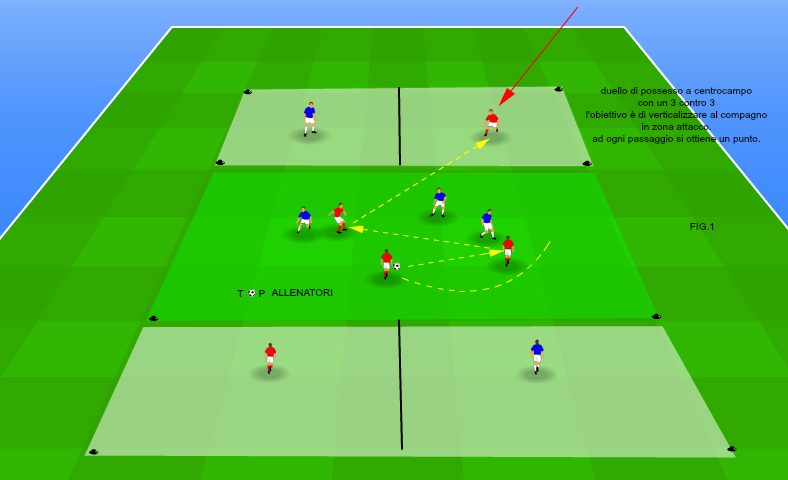 duello di possesso a centrocampo
con un 3 contro 3
l'obiettivo è di verticalizzare al compagno
in zona attacco.
ad ogni passaggio si ottiene un punto.
FIG.1
T P ALLENATORI